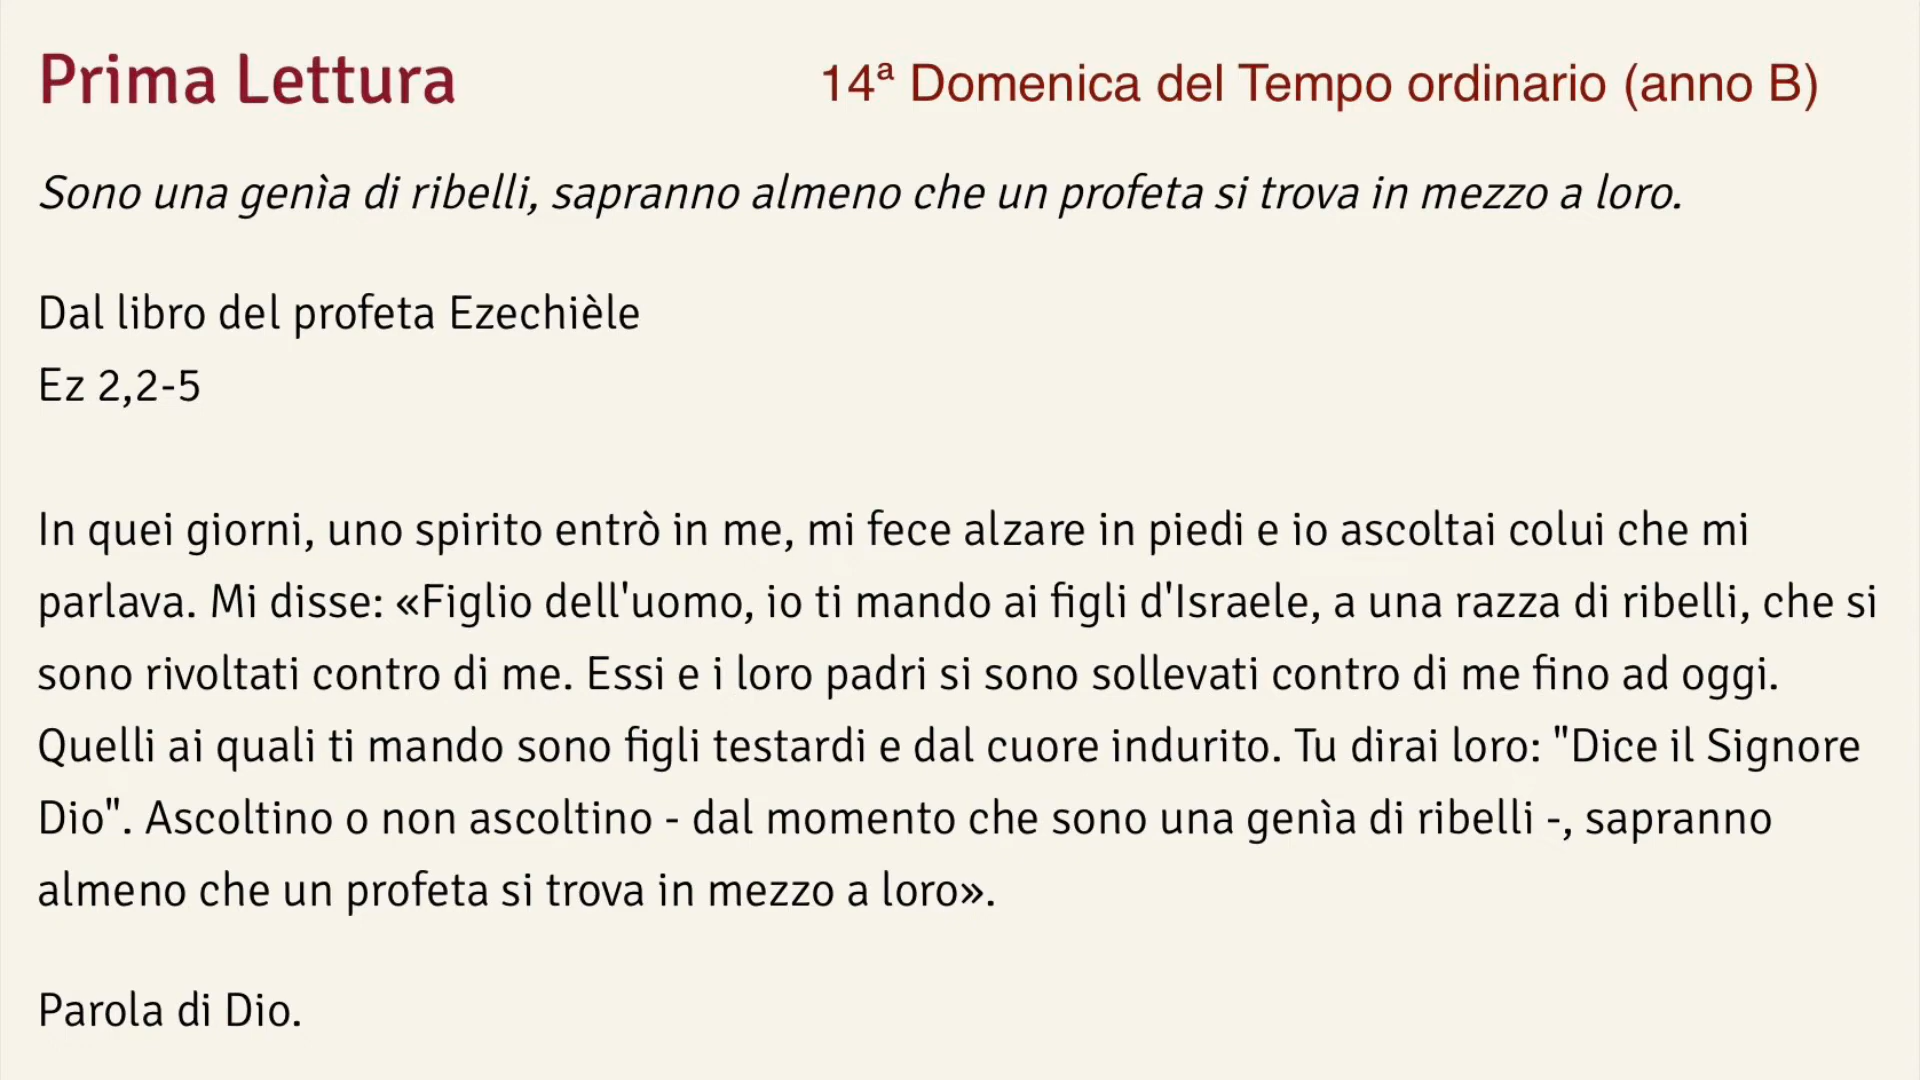 Prima Lettura
14ª Domenica del Tempo ordinario (anno B)
Sono una genìa di ribelli, sapranno almeno che un profeta si trova in mezzo a loro.
Dal libro del profeta Ezechièle
Ez 2,2-5
In quei giorni, uno spirito entrò in me, mi fece alzare in piedi e io ascoltai colui che mi
parlava. Mi disse: «Figlio dell'uomo, io ti mando ai figli d'Israele, a una razza di ribelli, che si
sono rivoltati contro di me. Essi e i loro padri si sono sollevati contro di me fino ad oggi.
Quelli ai quali ti mando sono figli testardi e dal cuore indurito. Tu dirai loro: "Dice il Signore
Dio". Ascoltino o non ascoltino - dal momento che sono una genìa di ribelli -, sapranno
almeno che un profeta si trova in mezzo a loro».
Parola di Dio.